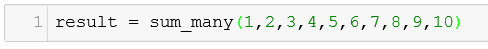 1 result = sum_many(1,2,3,4,5,6,7,8,9,10)